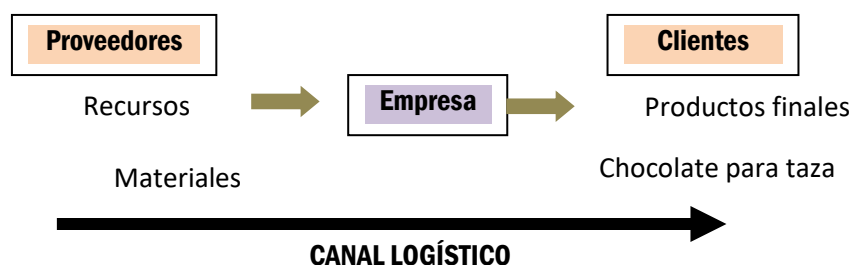 Proveedores
Clientes
Recursos
Empresa
Productos finales
Materiales
Chocolate para taza
CANAL LOGÍSTICO